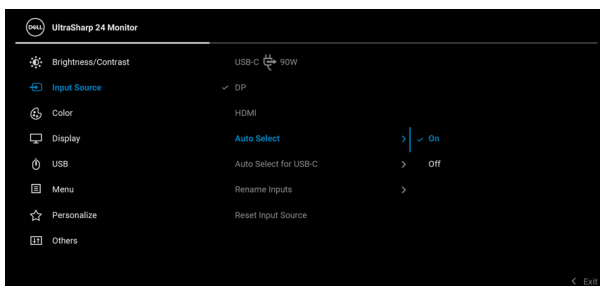 DELL UltraSharp 24 Monitor
Brightness/Contrast USB-C 90W
Input Source DP
Color HDMI
Display Auto Select On
USB Auto Select for USB-C Off
Menu Rename Inputs
Personalize Reset Input Source
Others
Exit